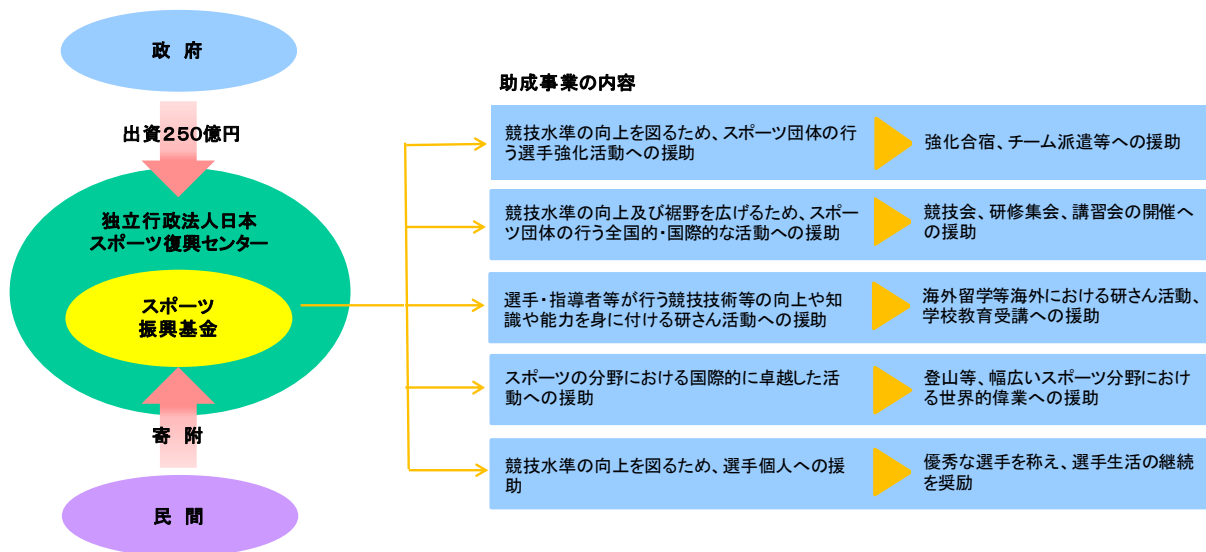 政 府
出資250億円
独立行政法人日本
スポーツ復興センター
スポーツ
振興基金
寄 附
民 間
助成事業の内容
競技水準の向上を図るため、スポーツ団体の行
う選手強化活動への援助
強化合宿、チーム派遣等への援助
競技水準の向上及び裾野を広げるため、スポー
ツ団体の行う全国的・国際的な活動への援助
競技会、研修集会、講習会の開催へ
の援助
選手・指導者等が行う競技技術等の向上や知
識や能力を身に付ける研さん活動への援助
海外留学等海外における研さん活動、
学校教育受講への援助
スポーツの分野における国際的に卓越した活
動への援助
登山等、幅広いスポーツ分野におけ
る世界的偉業への援助
競技水準の向上を図るため、選手個人への援
助
優秀な選手を称え、選手生活の継続
を奨励